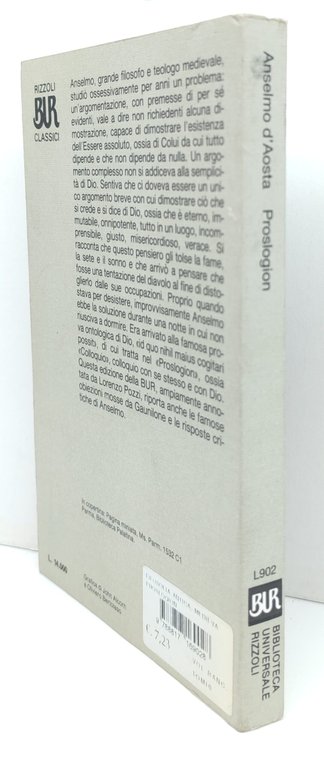 RIZZOLI
BUR
CLASSICI
Anselmo, grande filosofo e teologo medievale,
studiò ossessivamente per anni un problema:
un'argomentazione, con premesse di per sé
evidenti, vale a dire non richiedenti alcuna di-
mostrazione, capace di dimostrare l'esistenza
dell'Essere assoluto, ossia di Colui da cui tutto
dipende e che non dipende da nulla. Un argo-
mento complesso non si addiceva alla semplici-
tà di Dio. Sentiva che ci doveva essere un uni-
co argomento breve con cui dimostrare ciò che
si crede e si dice di Dio, ossia che è eterno, im-
mutabile, onnipotente, tutto in un luogo, incom-
prensibile, giusto, misericordioso, verace. Si
racconta che questo pensiero gli tolse la fame,
la sete e il sonno e che arrivò a pensare che
fosse una tentazione del diavolo al fine di disto-
glierlo dalle sue occupazioni. Proprio quando
stava per desistere, improvvisamente Anselmo
ebbe la soluzione durante una notte in cui non
riusciva a dormire. Era arrivato alla famosa pro-
va ontologica di Dio, «id quo nihil maius cogitari
possit», di cui tratta nel «Proslogion», ossia
«Colloquio», colloquio con se stesso e con Dio.
Questa edizione della BUR, ampiamente anno-
tata da Lorenzo Pozzi, riporta anche le famose
obiezioni mosse da Gaunilone e le risposte cri-
tiche di Anselmo.
In copertina: Pagina miniata, Ms. Parm. 1532 C1
Parma, Biblioteca Palatina.
Grafica di John Alcorn
L. 14.000
€. 7,23
Anselmo d'Aosta Proslogion
L902
BUR
BIBLIOTECA
UNIVERSALE
RIZZOLI